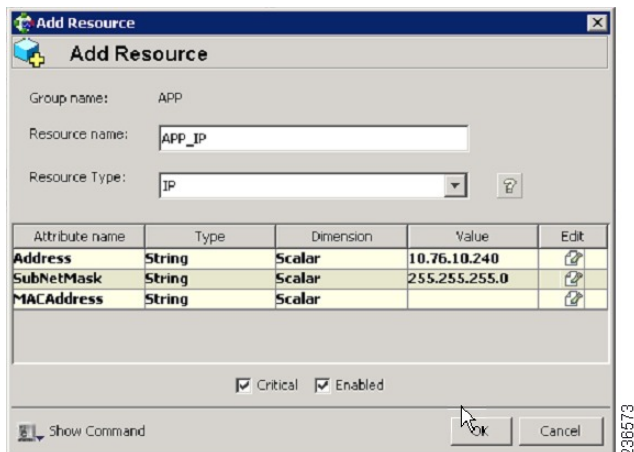 Add Resource
Add Resource
Group name: APP
Resource name: APP_IP
Resource Type: IP
Attribute name Type Dimension Value Edit
Address String Scalar 10.76.10.240
SubNetMask String Scalar 255.255.255.0
MACAddress String Scalar
Critical Enabled
Show Command OK Cancel
236573